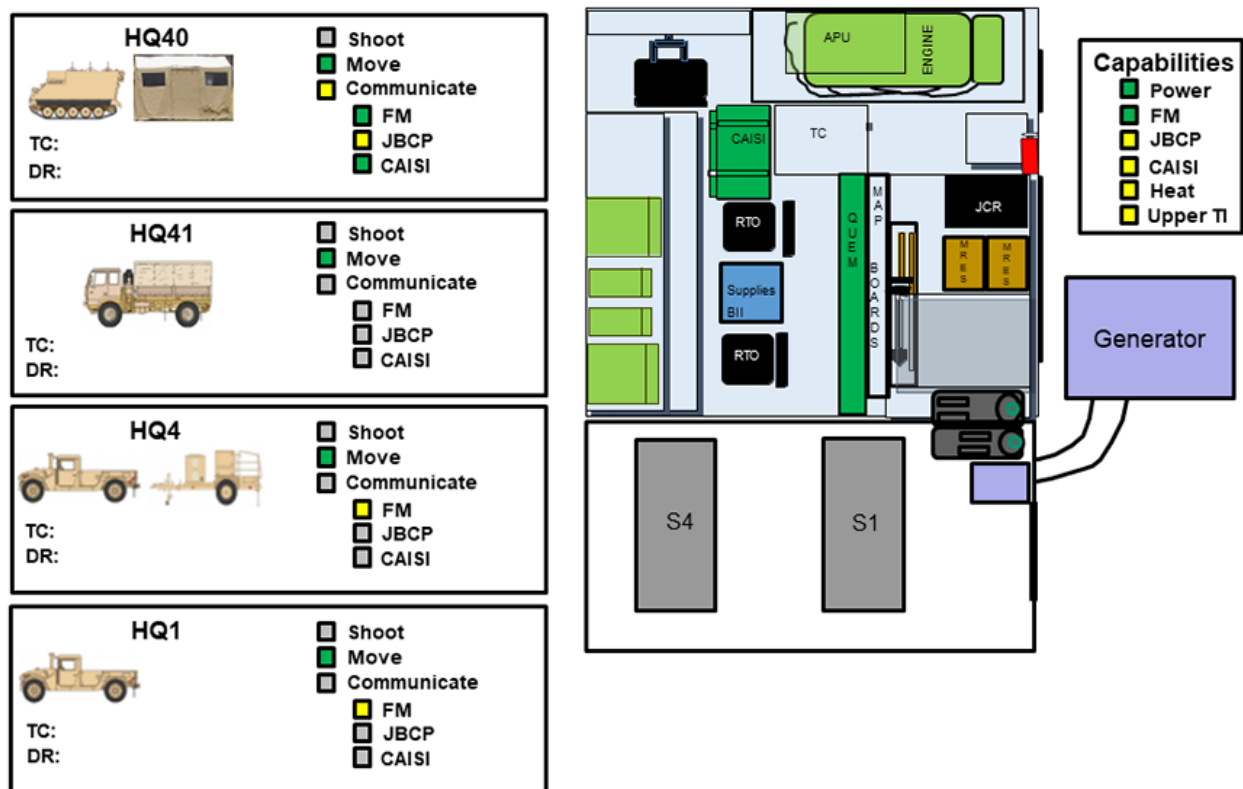 HQ40
Shoot
Move
Communicate
FM
JBCP
CAISI
TC:
DR:
HQ41
Shoot
Move
Communicate
FM
JBCP
CAISI
TC:
DR:
HQ4
Shoot
Move
Communicate
FM
JBCP
CAISI
TC:
DR:
HQ1
Shoot
Move
Communicate
FM
JBCP
CAISI
TC:
DR:
APU
ENGINE
CAISI
TC
RTO
QUEM
MAP BOARDS
JCR
MRES
MRES
Supplies
BII
RTO
S4
S1
Capabilities
Power
FM
JBCP
CAISI
Heat
Upper TI
Generator